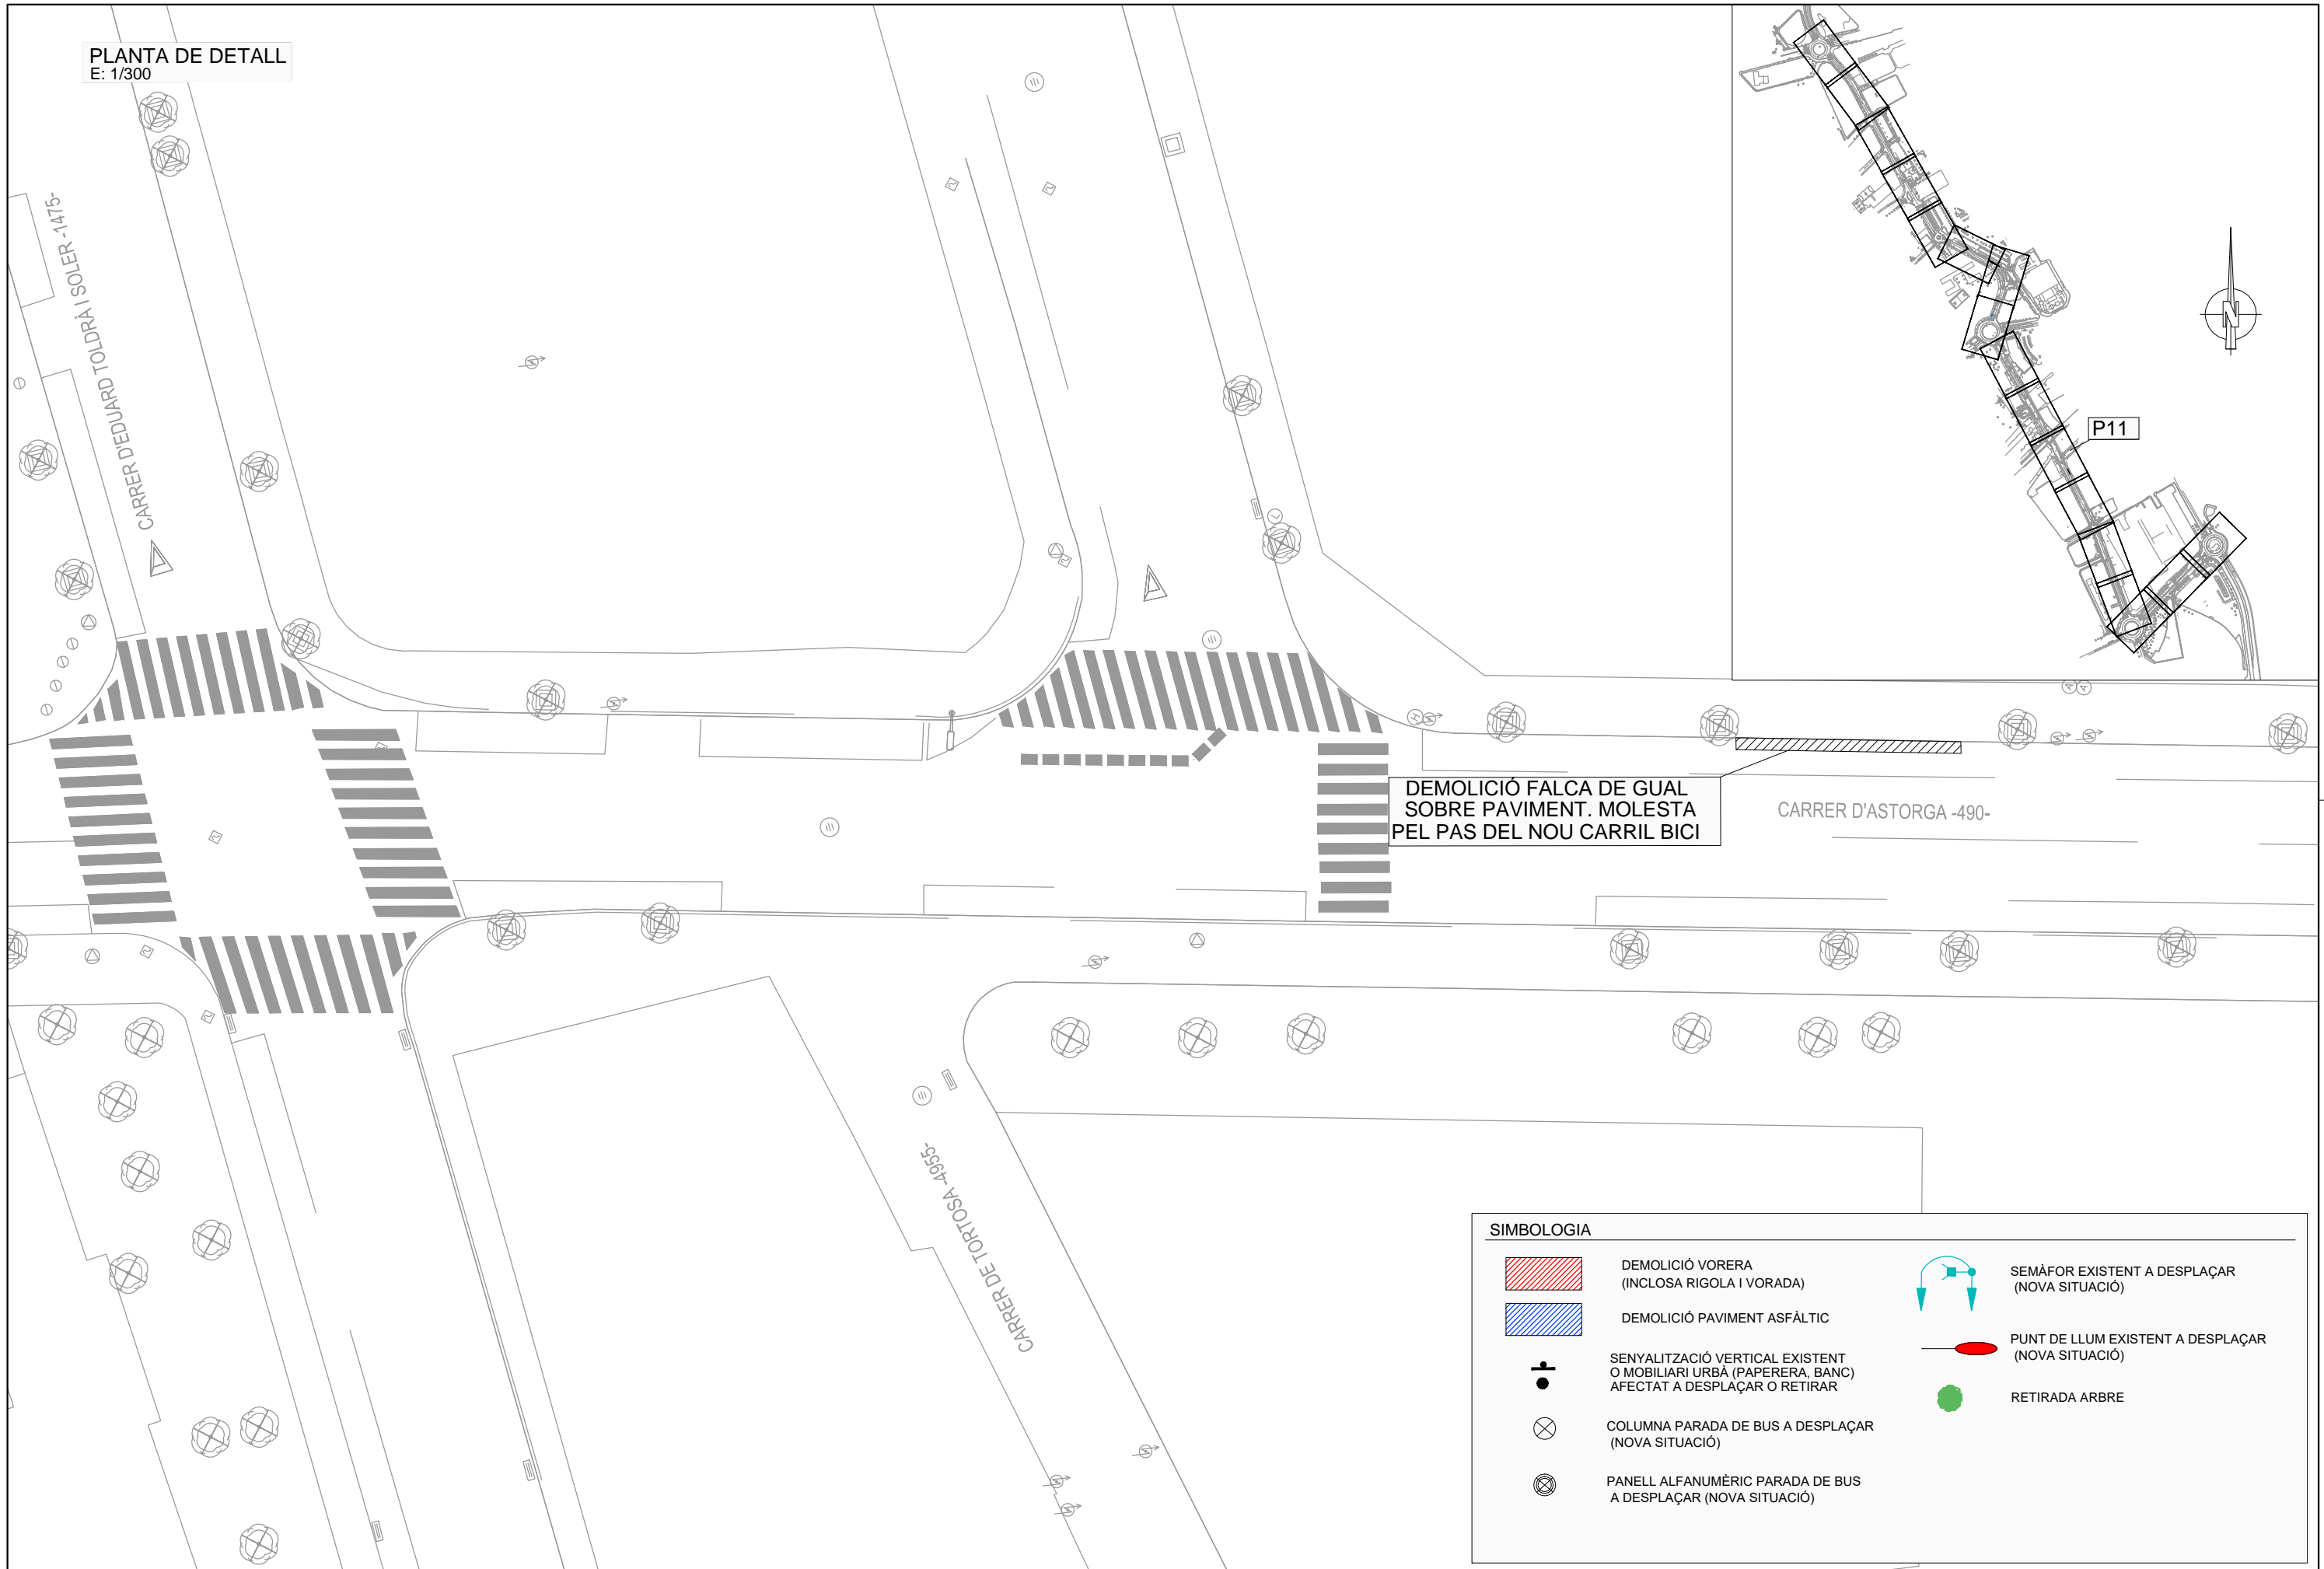 PLANTA DE DETALL
E: 1/300
CARRER D'EDUARD TOLDRÀ I SOLER -1475-
P11
N
DEMOLICIÓ FALCA DE GUAL
SOBRE PAVIMENT. MOLESTA
PEL PAS DEL NOU CARRIL BICI
CARRER D'ASTORGA -490-
CARRER DE TORTOSA -4955-
SIMBOLOGIA
DEMOLICIÓ VORERA
(INCLOSA RIGOLA I VORADA)
DEMOLICIÓ PAVIMENT ASFÀLTIC
SENYALITZACIÓ VERTICAL EXISTENT
O MOBILIARI URBÀ (PAPERERA, BANC)
AFECTAT A DESPLAÇAR O RETIRAR
COLUMNA PARADA DE BUS A DESPLAÇAR
(NOVA SITUACIÓ)
PANELL ALFANUMÈRIC PARADA DE BUS
A DESPLAÇAR (NOVA SITUACIÓ)
SEMÀFOR EXISTENT A DESPLAÇAR
(NOVA SITUACIÓ)
PUNT DE LLUM EXISTENT A DESPLAÇAR
(NOVA SITUACIÓ)
RETIRADA ARBRE